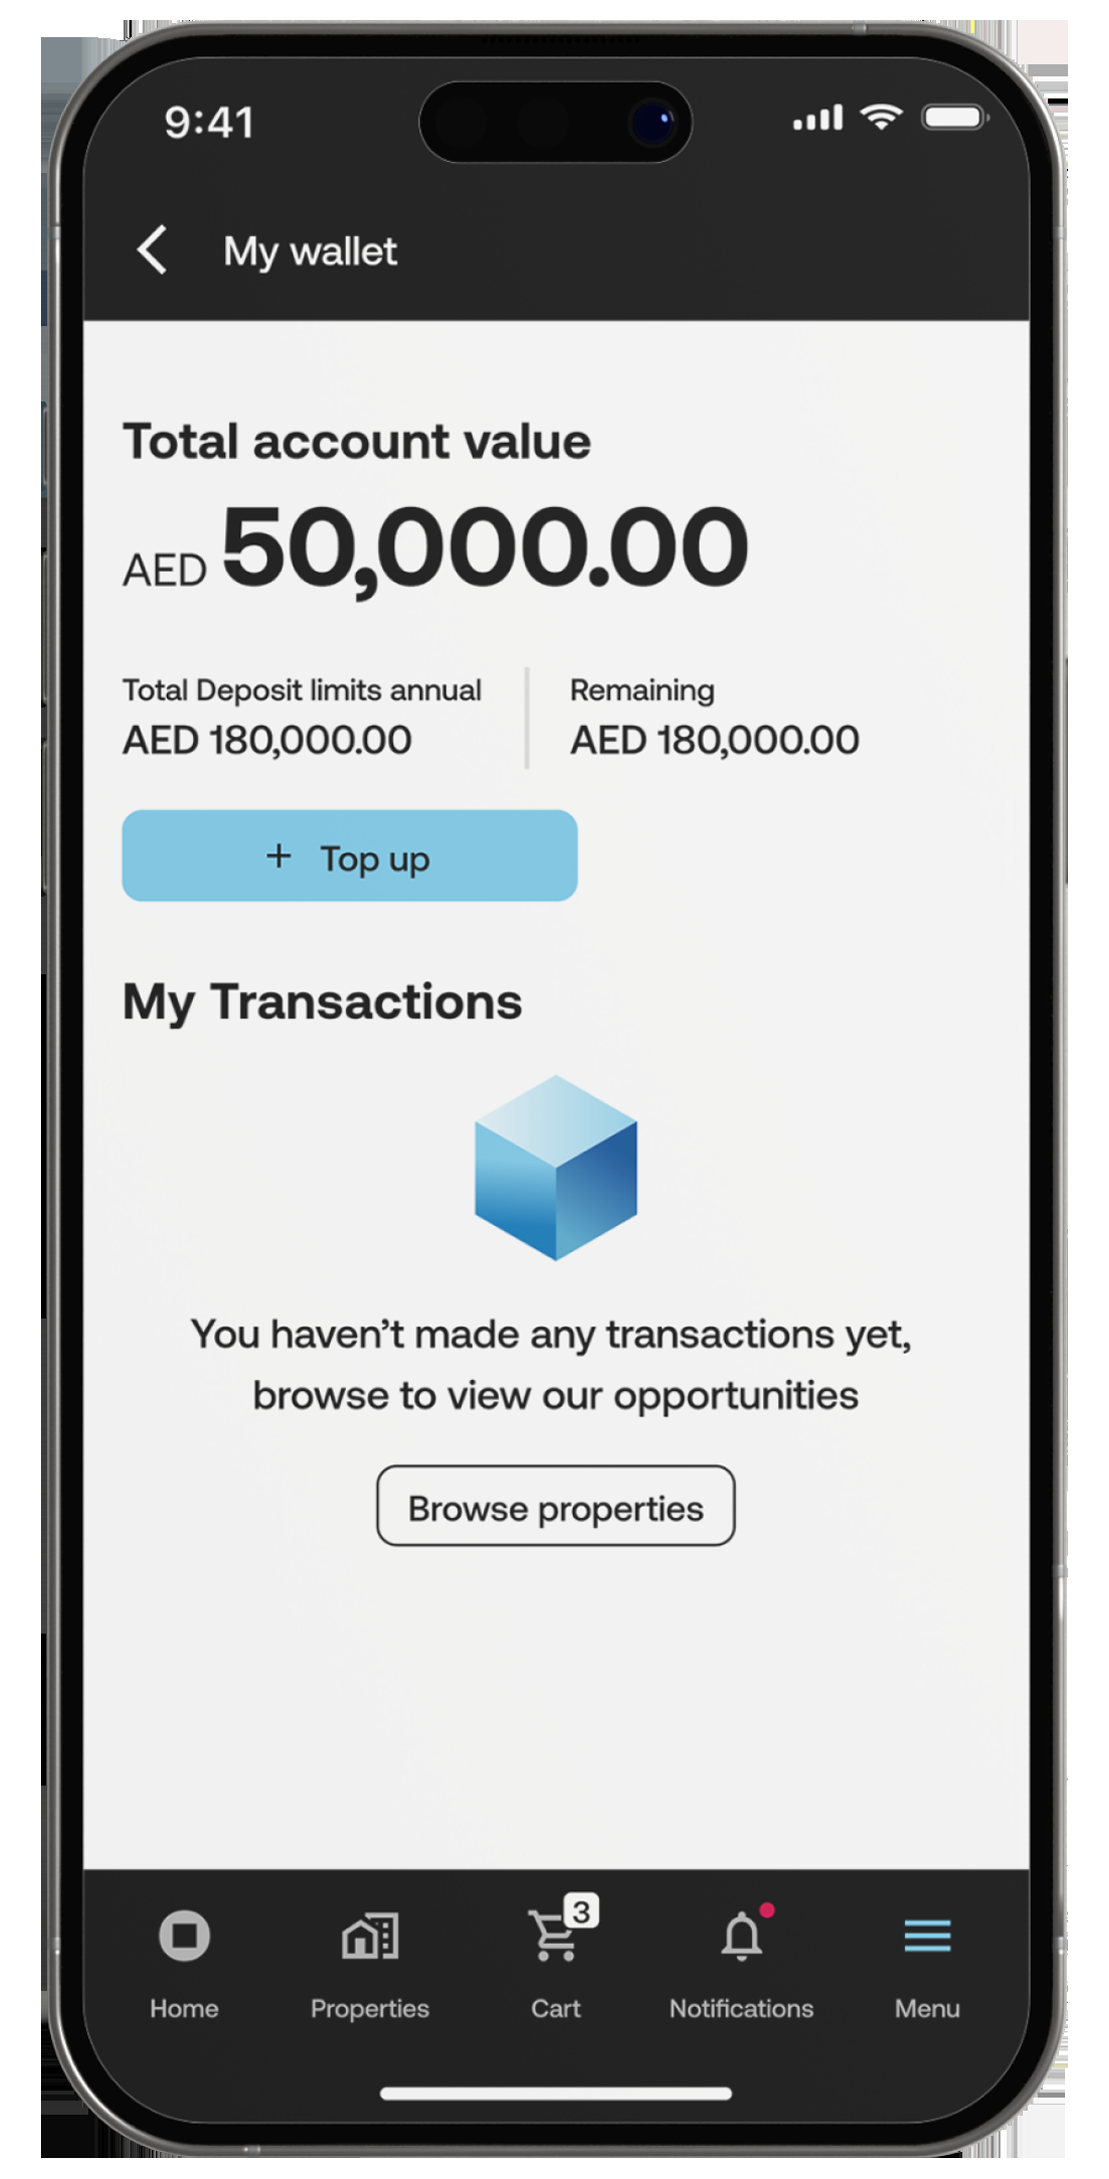 9:41
My wallet
Total account value
AED 50,000.00
Total Deposit limits annual
AED 180,000.00
Remaining
AED 180,000.00
+ Top up
My Transactions
You haven’t made any transactions yet,
browse to view our opportunities
Browse properties
3
Home
Properties
Cart
Notifications
Menu